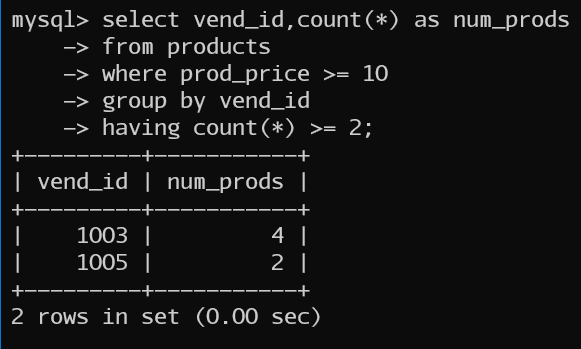 mysql> select vend_id,count(*) as num_prods
    -> from products
    -> where prod_price >= 10
    -> group by vend_id
    -> having count(*) >= 2;
+---------+-----------+
| vend_id | num_prods |
+---------+-----------+
|    1003 |         4 |
|    1005 |         2 |
+---------+-----------+
2 rows in set (0.00 sec)